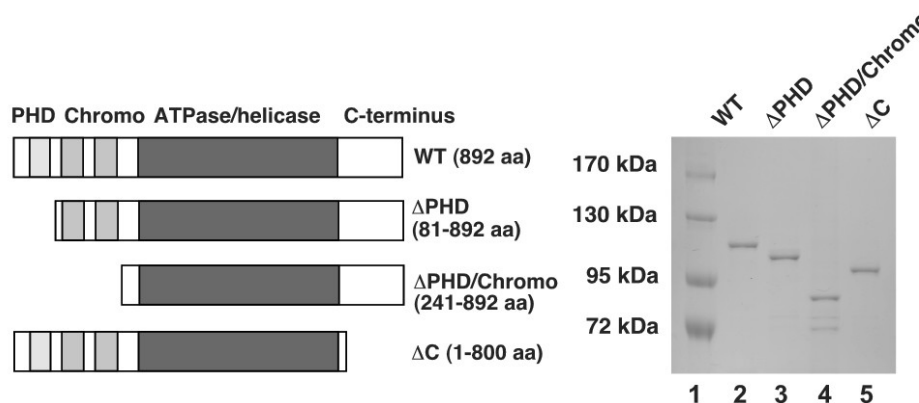 PHD Chromo ATPase/helicase C-terminus
WT (892 aa)
ΔPHD
(81-892 aa)
ΔPHD/Chromo
(241-892 aa)
ΔC (1-800 aa)
WT
ΔPHD
ΔPHD/Chromo
ΔC
170 kDa
130 kDa
95 kDa
72 kDa
1 2 3 4 5